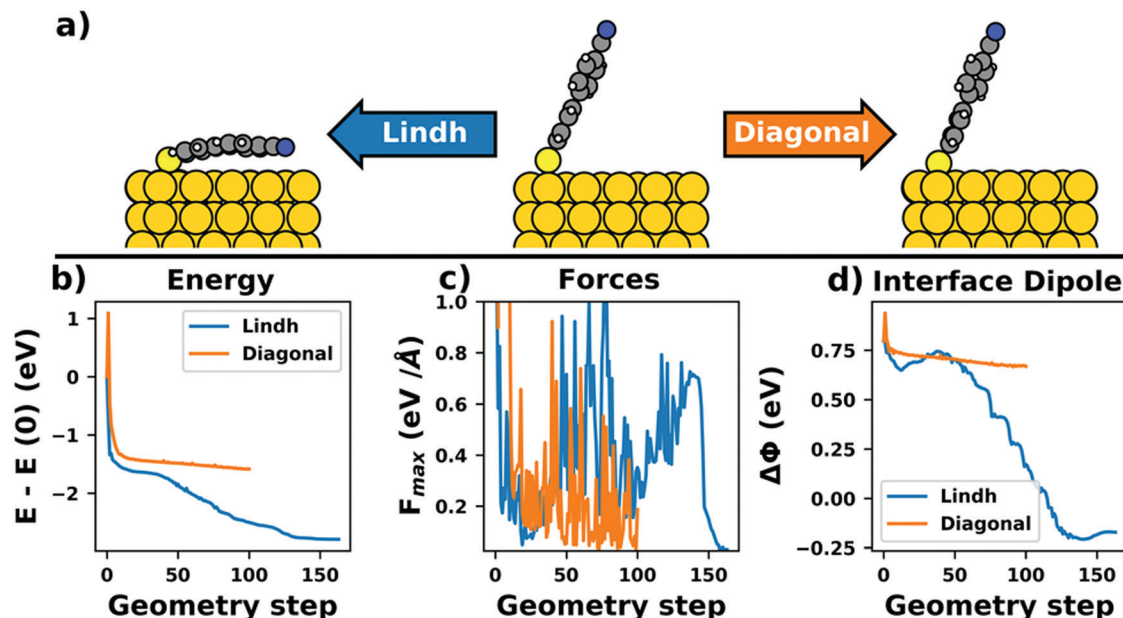 a)
Lindh
Diagonal
b)
Energy
E - E (0) (eV)
1
0
−1
−2
Lindh
Diagonal
0
50
100
150
Geometry step
c)
Forces
F_max (eV /Å)
1.0
0.8
0.6
0.4
0.2
0
50
100
150
Geometry step
d)
Interface Dipole
ΔΦ (eV)
0.75
0.50
0.25
0.00
−0.25
Lindh
Diagonal
0
50
100
150
Geometry step